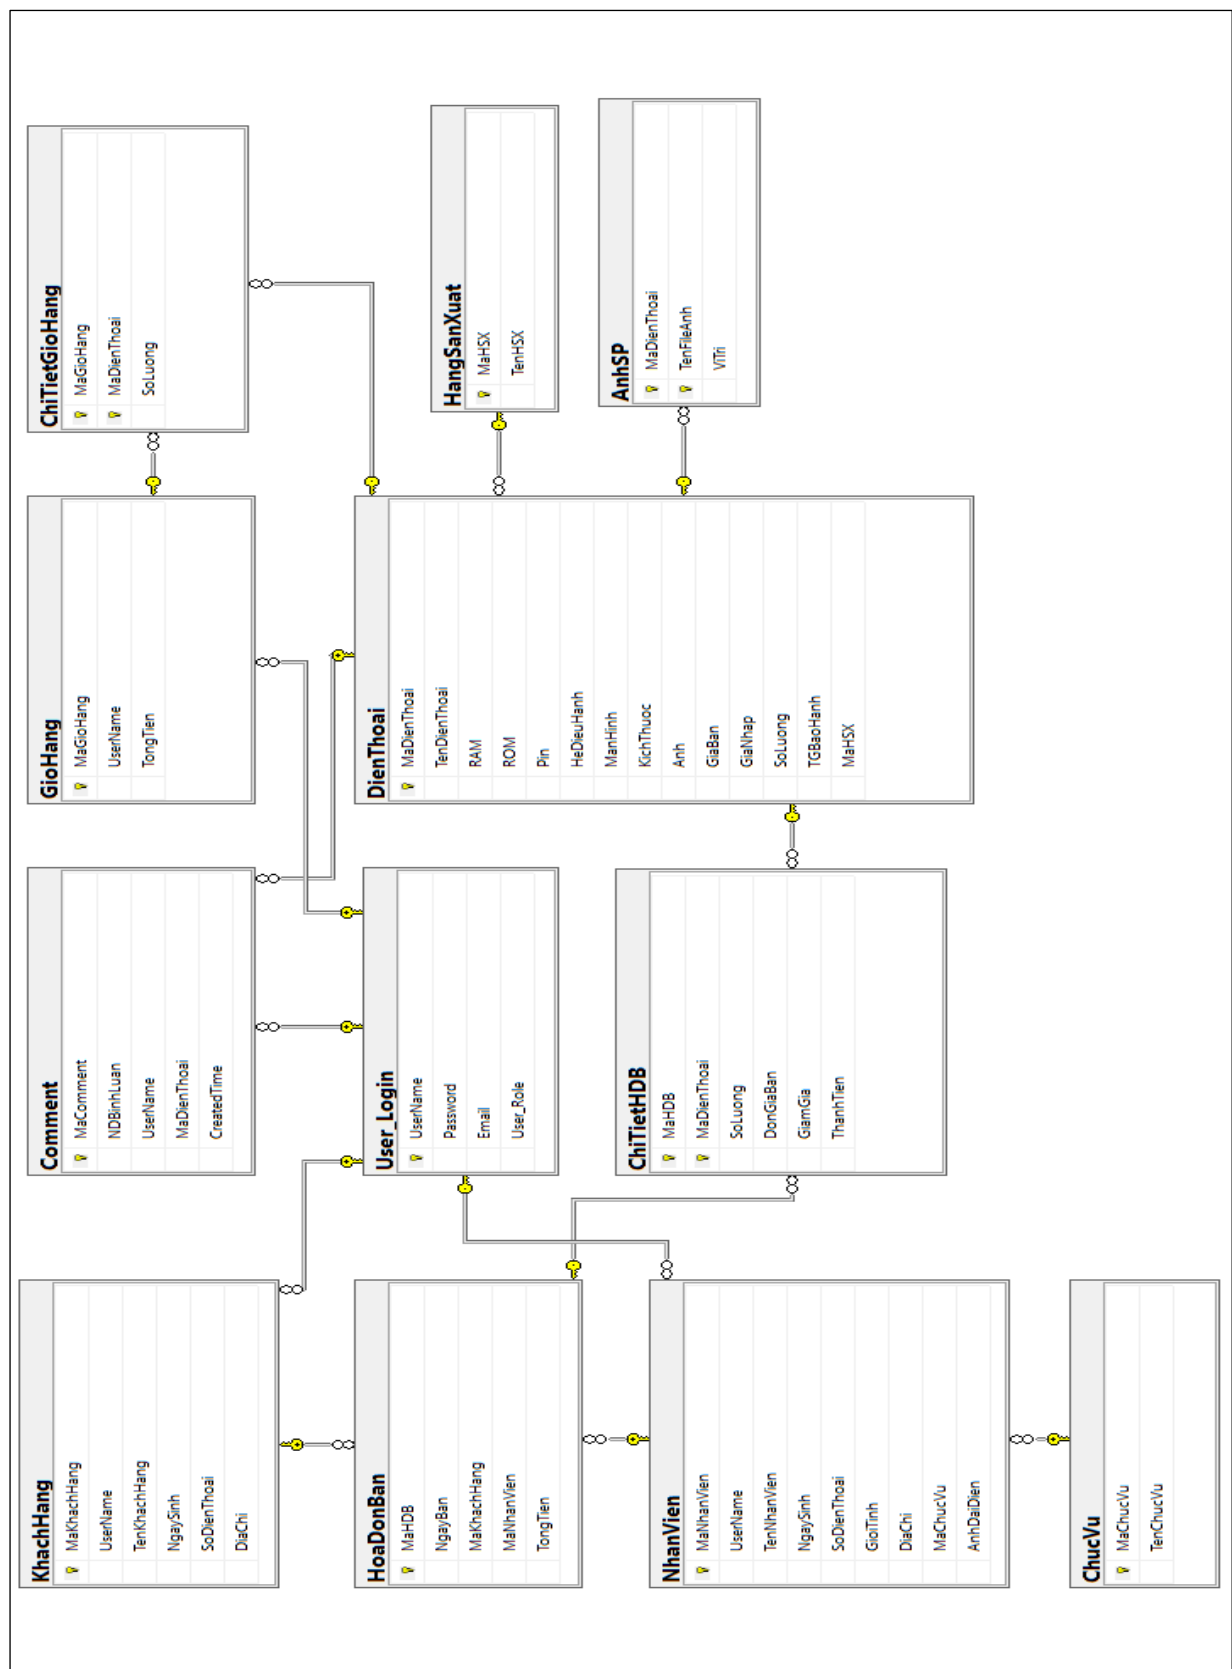 KhachHang
MaKhachHang
UserName
TenKhachHang
NgaySinh
SoDienThoai
DiaChi
Comment
MaComment
NDBinhLuan
UserName
MaDienThoai
CreatedTime
GioHang
MaGioHang
UserName
TongTien
ChiTietGioHang
MaGioHang
MaDienThoai
SoLuong
HoaDonBan
MaHDB
NgayBan
MaKhachHang
MaNhanVien
TongTien
User_Login
UserName
Password
Email
User_Role
DienThoai
MaDienThoai
TenDienThoai
RAM
ROM
Pin
HeDieuHanh
ManHinh
KichThuoc
Anh
GiaBan
GiaNhap
SoLuong
TGBaoHanh
MaHSX
HangSanXuat
MaHSX
TenHSX
AnhSP
MaDienThoai
TenFileAnh
ViTri
ChiTietHDB
MaHDB
MaDienThoai
SoLuong
DonGiaBan
GiamGia
ThanhTien
NhanVien
MaNhanVien
UserName
TenNhanVien
NgaySinh
SoDienThoai
GioiTinh
DiaChi
MaChucVu
AnhDaiDien
ChucVu
MaChucVu
TenChucVu